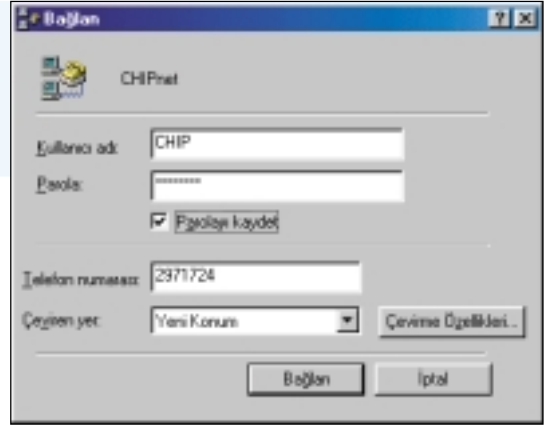 Bağlan
CHIPnet
Kullanıcı adı: CHIP
Parola: ********
Parolayı kaydet
Telefon numarası: 2971724
Çeviren yer: Yeni Konum Çevirme Özellikleri...
Bağlan İptal